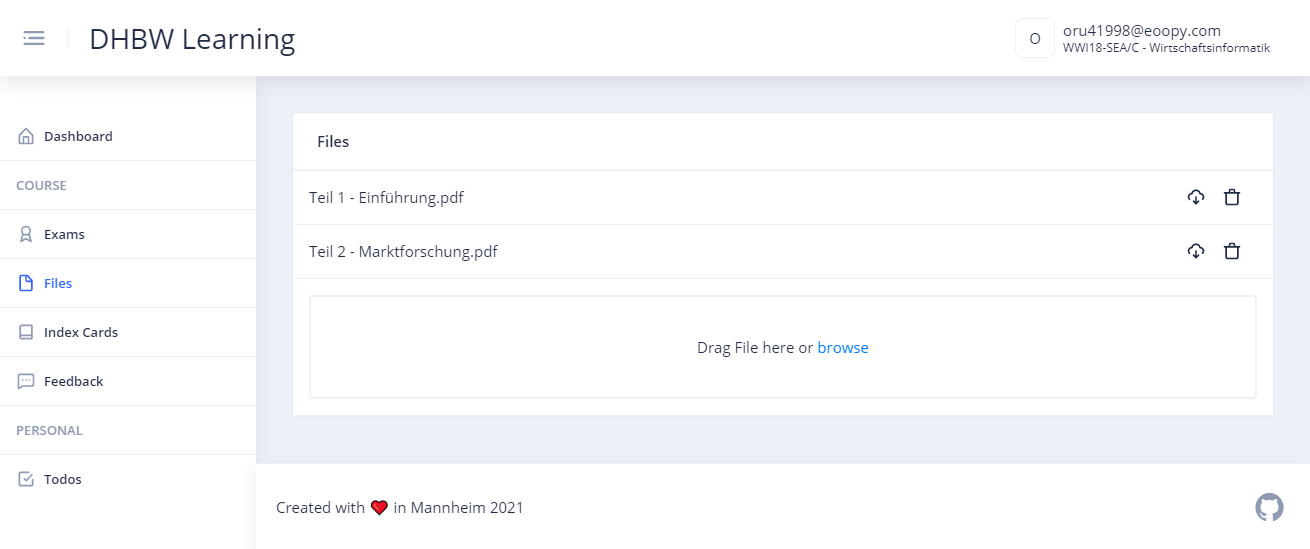 DHBW Learning
O
oru41998@eoopy.com
WWI18-SEA/C - Wirtschaftsinformatik
Dashboard
COURSE
Exams
Files
Index Cards
Feedback
PERSONAL
Todos
Files
Teil 1 - Einführung.pdf
Teil 2 - Marktforschung.pdf
Drag File here or browse
Created with ❤ in Mannheim 2021